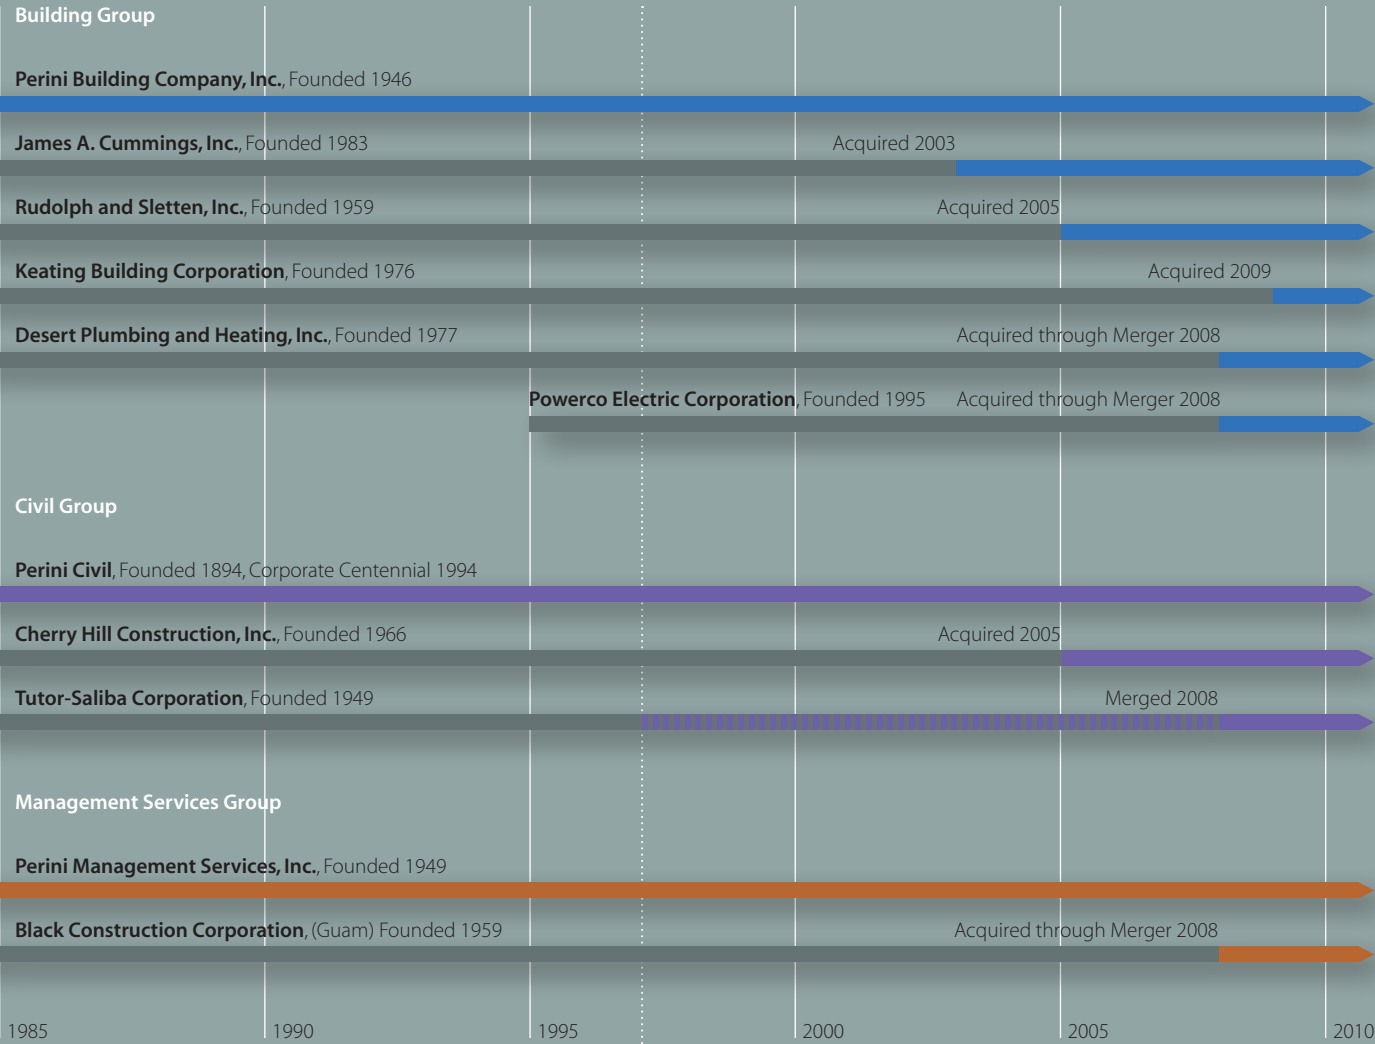 Building Group
Perini Building Company, Inc., Founded 1946
James A. Cummings, Inc., Founded 1983 Acquired 2003
Rudolph and Sletten, Inc., Founded 1959 Acquired 2005
Keating Building Corporation, Founded 1976 Acquired 2009
Desert Plumbing and Heating, Inc., Founded 1977 Acquired through Merger 2008
Powerco Electric Corporation, Founded 1995 Acquired through Merger 2008
Civil Group
Perini Civil, Founded 1894, Corporate Centennial 1994
Cherry Hill Construction, Inc., Founded 1966 Acquired 2005
Tutor-Saliba Corporation, Founded 1949 Merged 2008
Management Services Group
Perini Management Services, Inc., Founded 1949
Black Construction Corporation, (Guam) Founded 1959 Acquired through Merger 2008
1985 1990 1995 2000 2005 2010